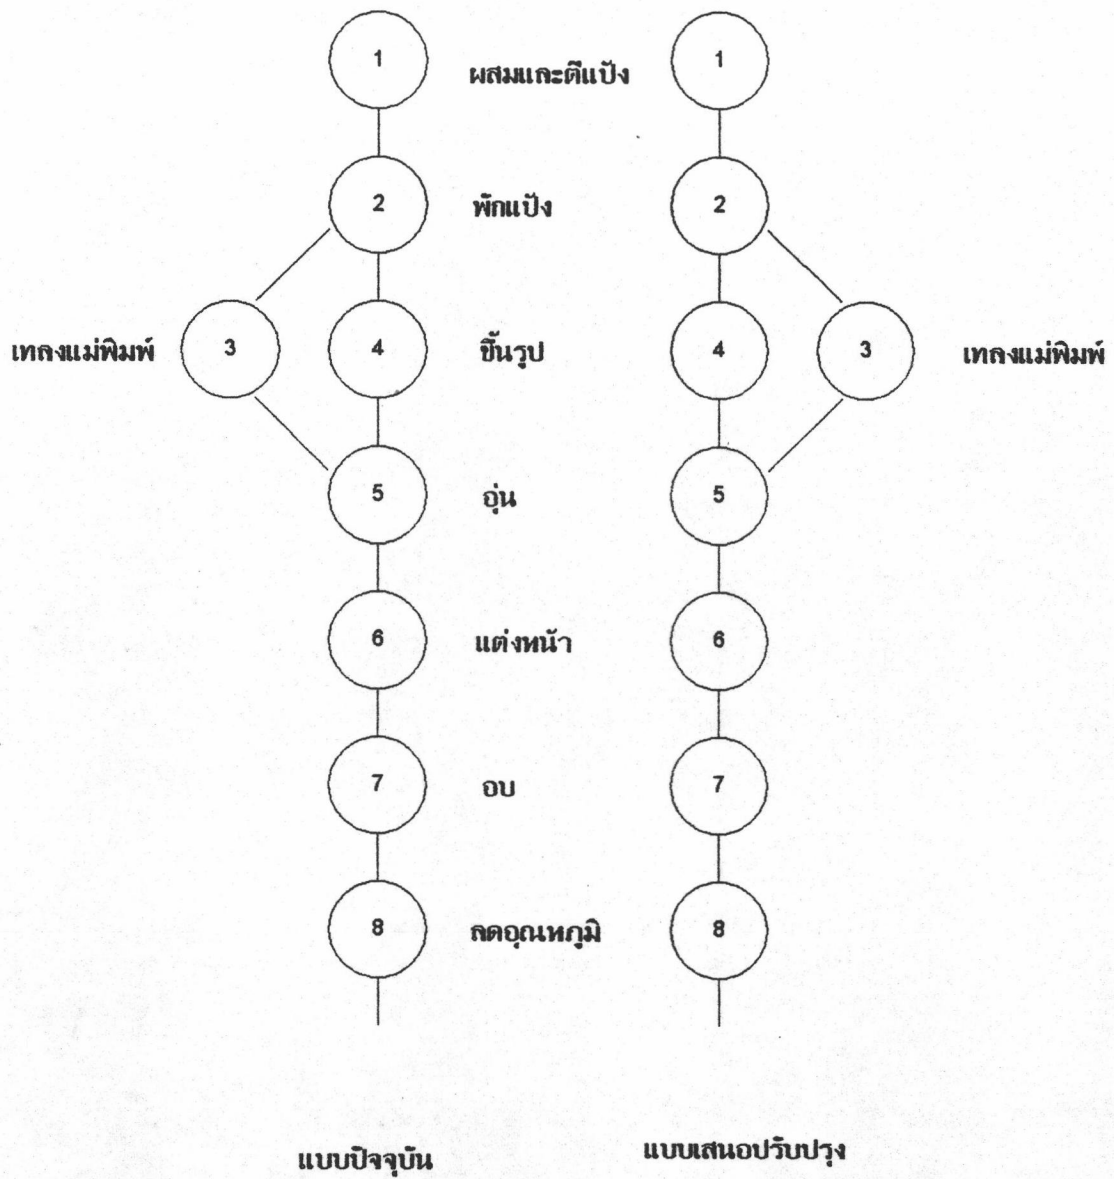 1 ผสมและตีแป้ง 1
2 พักแป้ง 2
เทลงแม่พิมพ์ 3 4 ขึ้นรูป 4 3 เทลงแม่พิมพ์
5 อุ่น 5
6 แต่งหน้า 6
7 อบ 7
8 ลดอุณหภูมิ 8
แบบปัจจุบัน แบบเสนอปรับปรุง